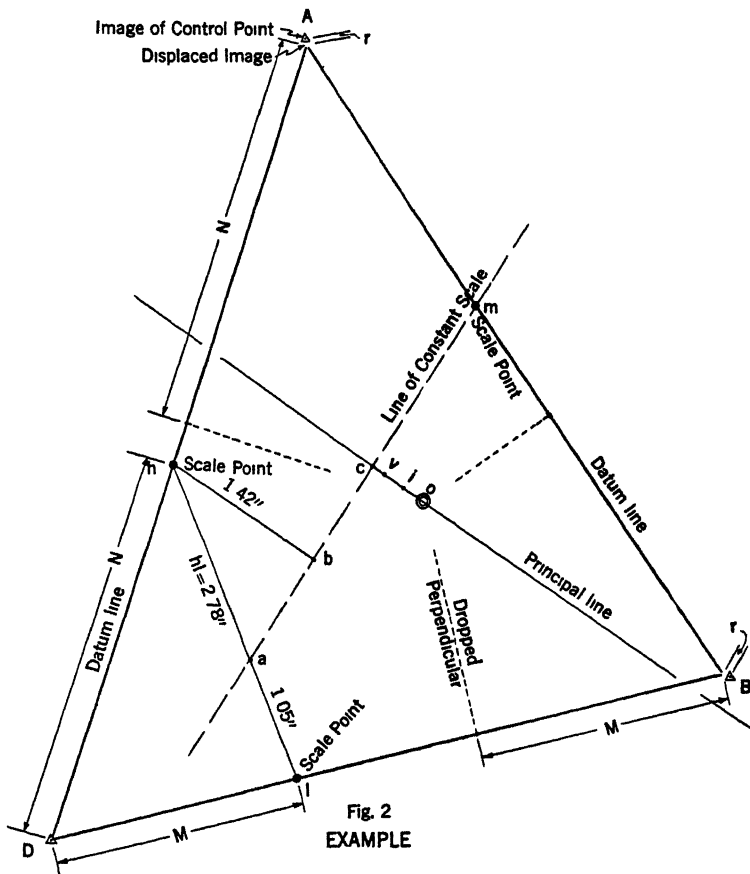 A
Image of Control Point
Displaced Image
r
N
Line of Constant Scale
m
Scale Point
h
Scale Point
c
v
i
o
1 42"
b
N
Datum line
hl=2 78"
Datum line
Principal line
Dropped
Perpendicular
a
1 05"
r
B
Scale Point
M
l
D
M
Fig. 2
EXAMPLE